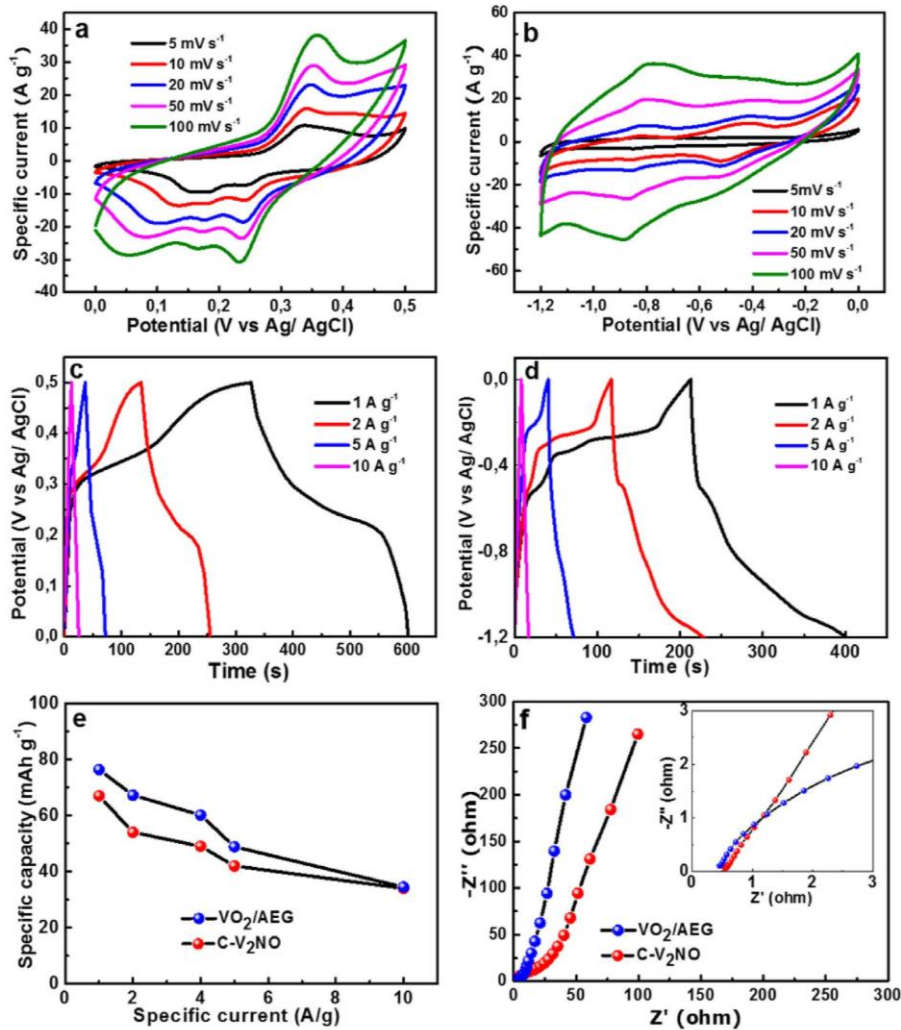 a
Specific current (A g⁻¹)
40
30
20
10
0
-10
-20
-30
-40
5 mV s⁻¹
10 mV s⁻¹
20 mV s⁻¹
50 mV s⁻¹
100 mV s⁻¹
0,0 0,1 0,2 0,3 0,4 0,5
Potential (V vs Ag/ AgCl)
b
Specific current (A g⁻¹)
60
40
20
0
-20
-40
-60
5mV s⁻¹
10 mV s⁻¹
20 mV s⁻¹
50 mV s⁻¹
100 mV s⁻¹
-1,2 -1,0 -0,8 -0,6 -0,4 -0,2 0,0
Potential (V vs Ag/ AgCl)
c
Potential (V vs Ag/ AgCl)
0,5
0,4
0,3
0,2
0,1
0,0
1 A g⁻¹
2 A g⁻¹
5 A g⁻¹
10 A g⁻¹
0 100 200 300 400 500 600
Time (s)
d
Potential (V vs Ag/ AgCl)
0,0
-0,4
-0,8
-1,2
1 A g⁻¹
2 A g⁻¹
5 A g⁻¹
10 A g⁻¹
0 100 200 300 400
Time (s)
e
Specific capacity (mAh g⁻¹)
100
80
60
40
20
0
VO₂/AEG
C-V₂NO
0 2 4 6 8 10
Specific current (A/g)
f
-Z'' (ohm)
300
250
200
150
100
50
0
VO₂/AEG
C-V₂NO
0 50 100 150 200 250 300
Z' (ohm)
-Z'' (ohm)
3
2
1
0
0 1 2 3
Z' (ohm)